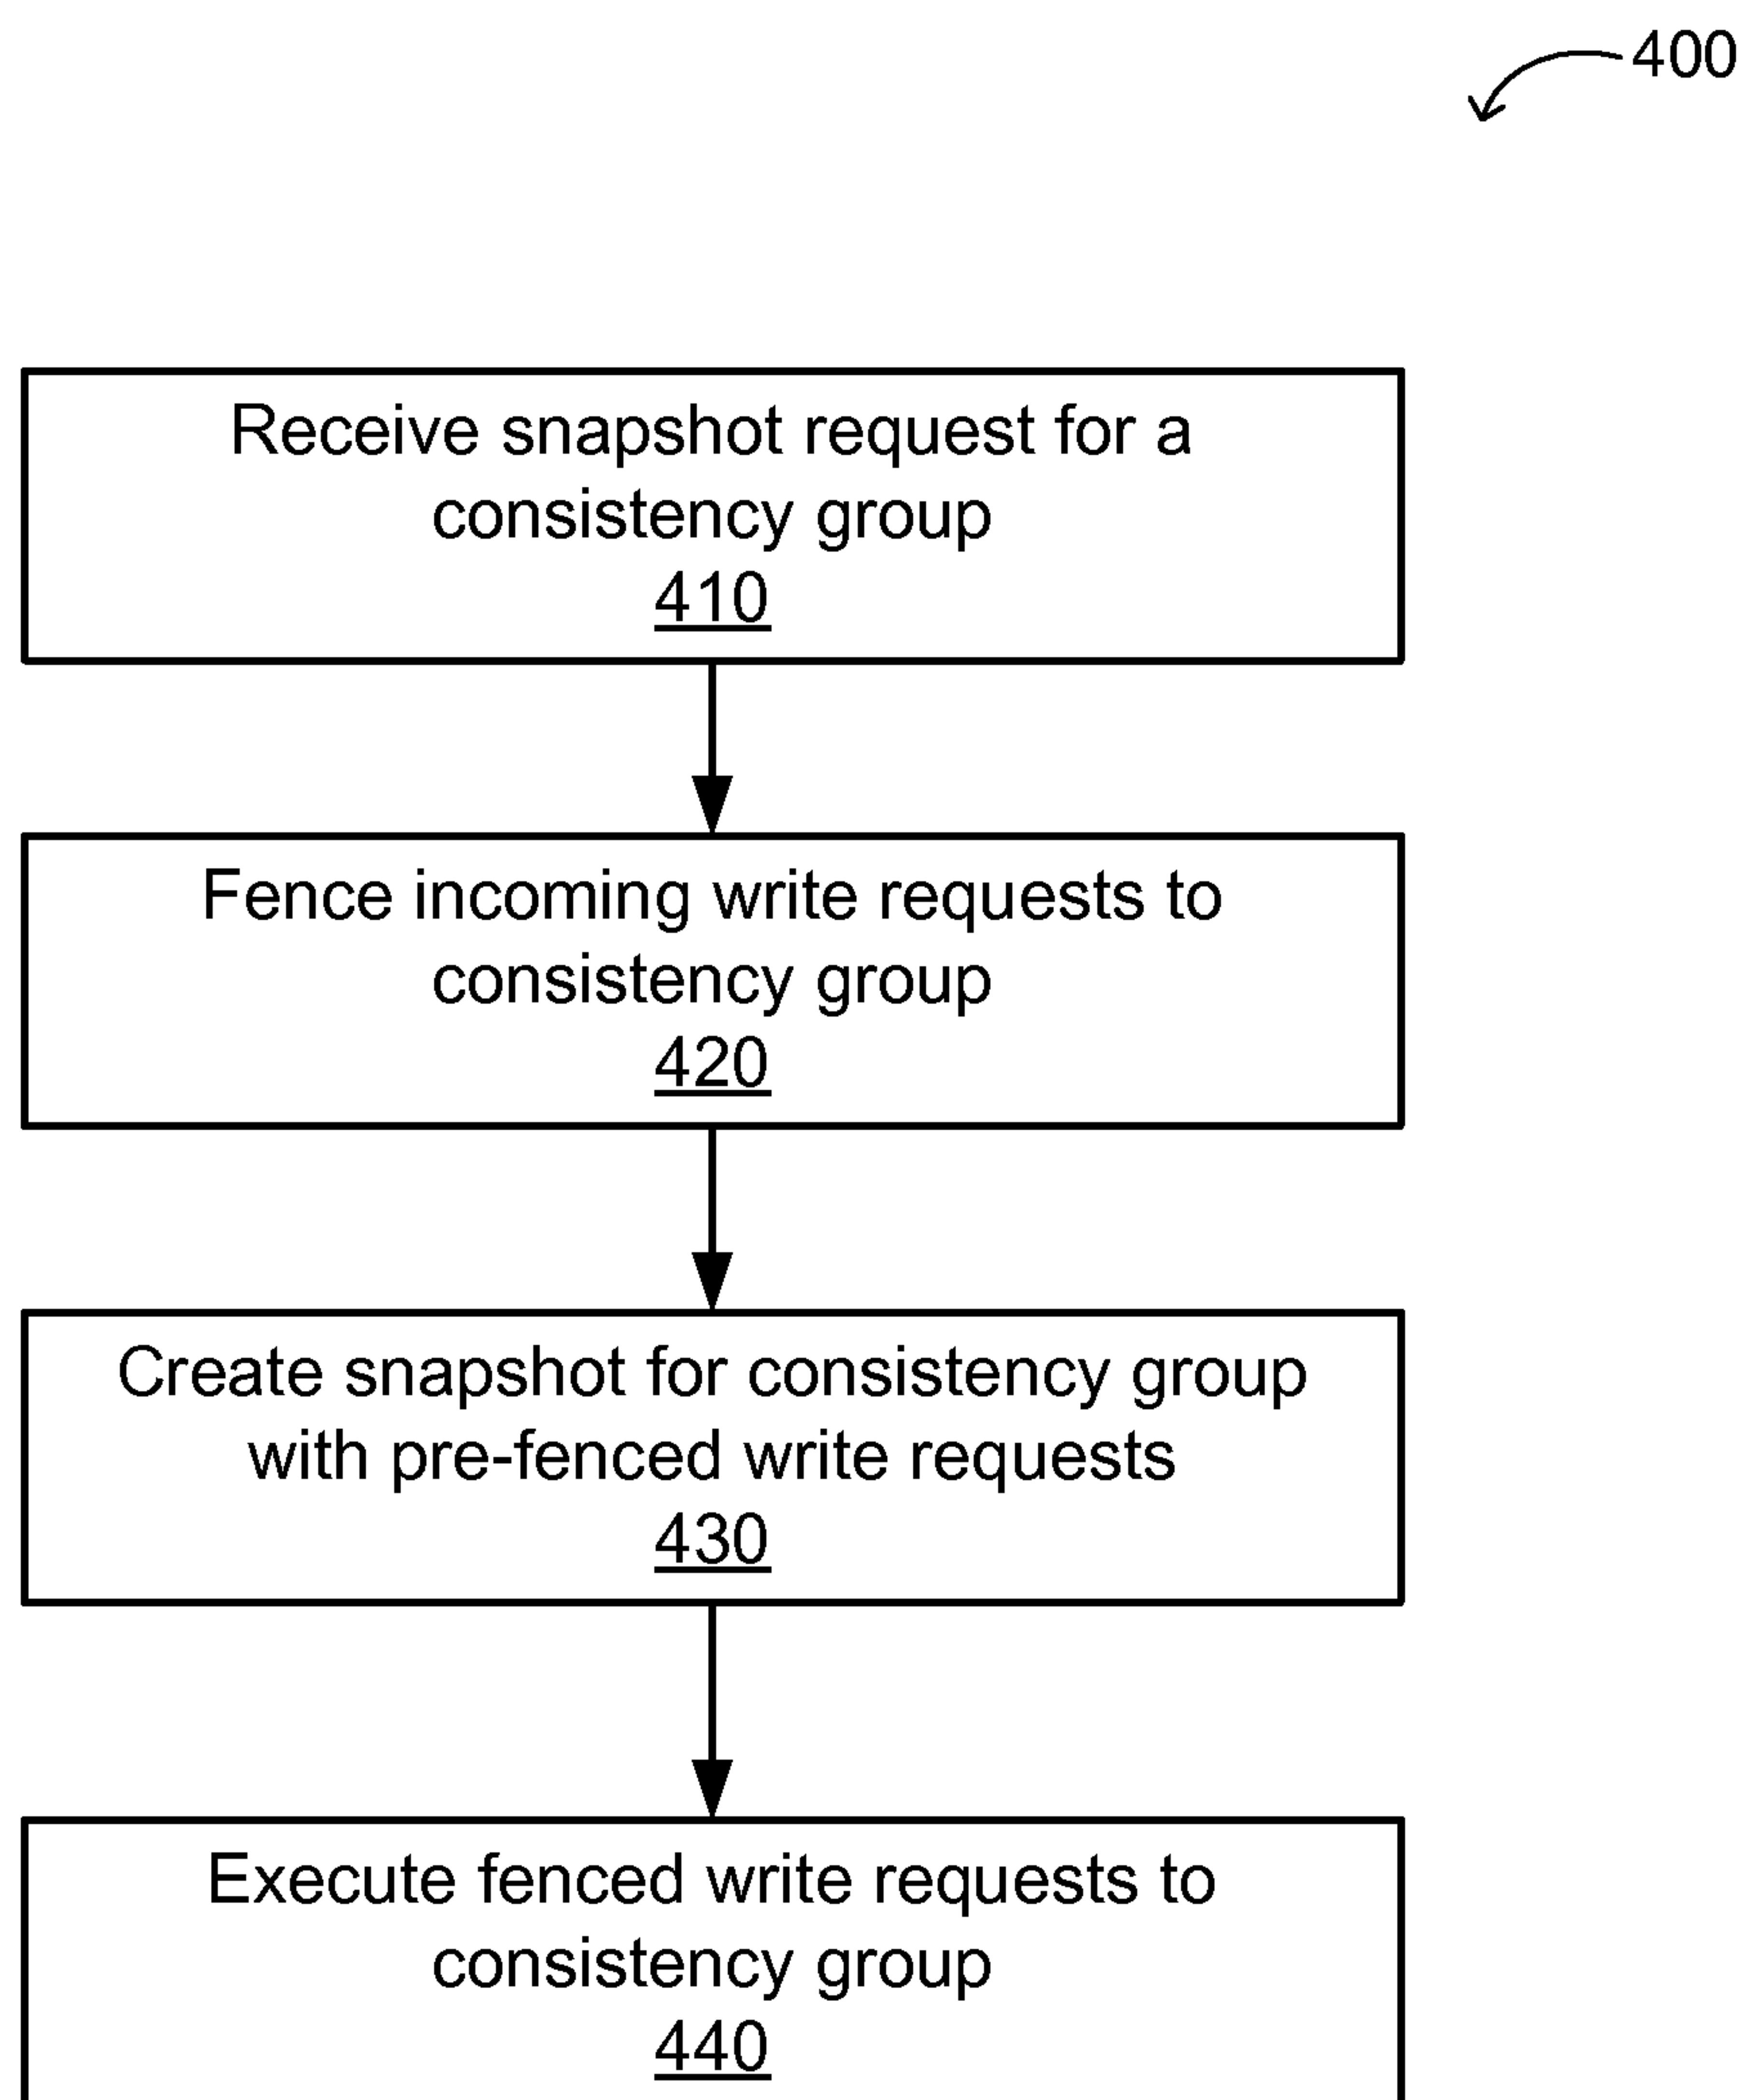 400
Receive snapshot request for a
consistency group
410
Fence incoming write requests to
consistency group
420
Create snapshot for consistency group
with pre-fenced write requests
430
Execute fenced write requests to
consistency group
440